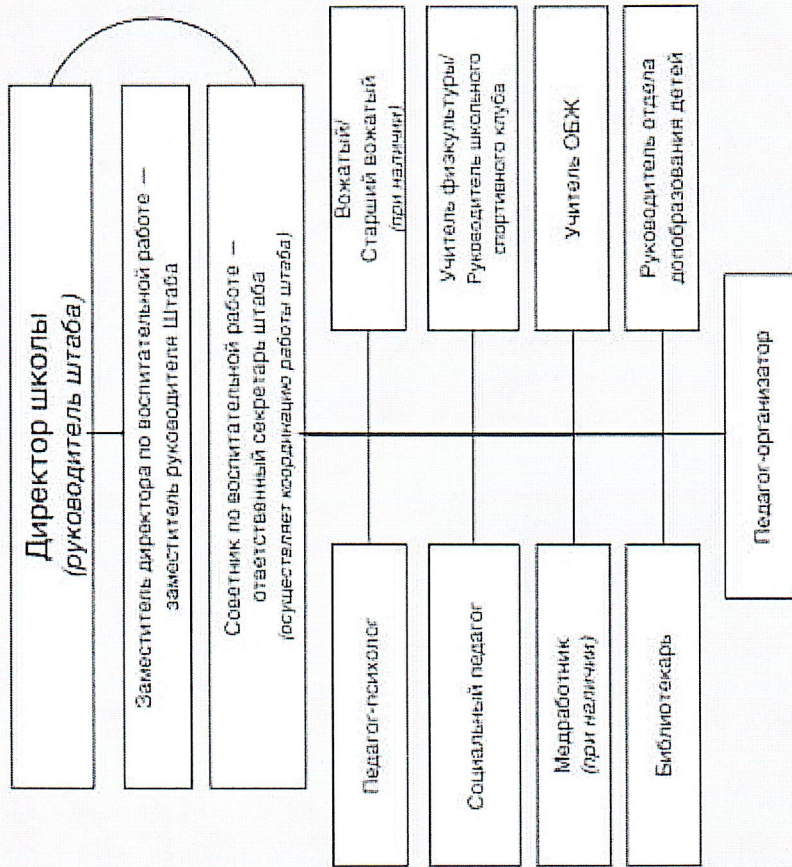 Директор школы
(руководитель штаба)
Заместитель директора по воспитательной работе —
заместитель руководителя Штаба
Советник по воспитательной работе —
ответственный секретарь штаба
(осуществляет координацию работы штаба)
Педагог-психолог
Вожатый/
Старший вожатый
(при наличии)
Социальный педагог
Учитель физкультуры/
Руководитель школьного
спортивного клуба
Медработник
(при наличии)
Учитель ОБЖ
Библиотекарь
Руководитель отдела
допобразования детей
Педагог-организатор